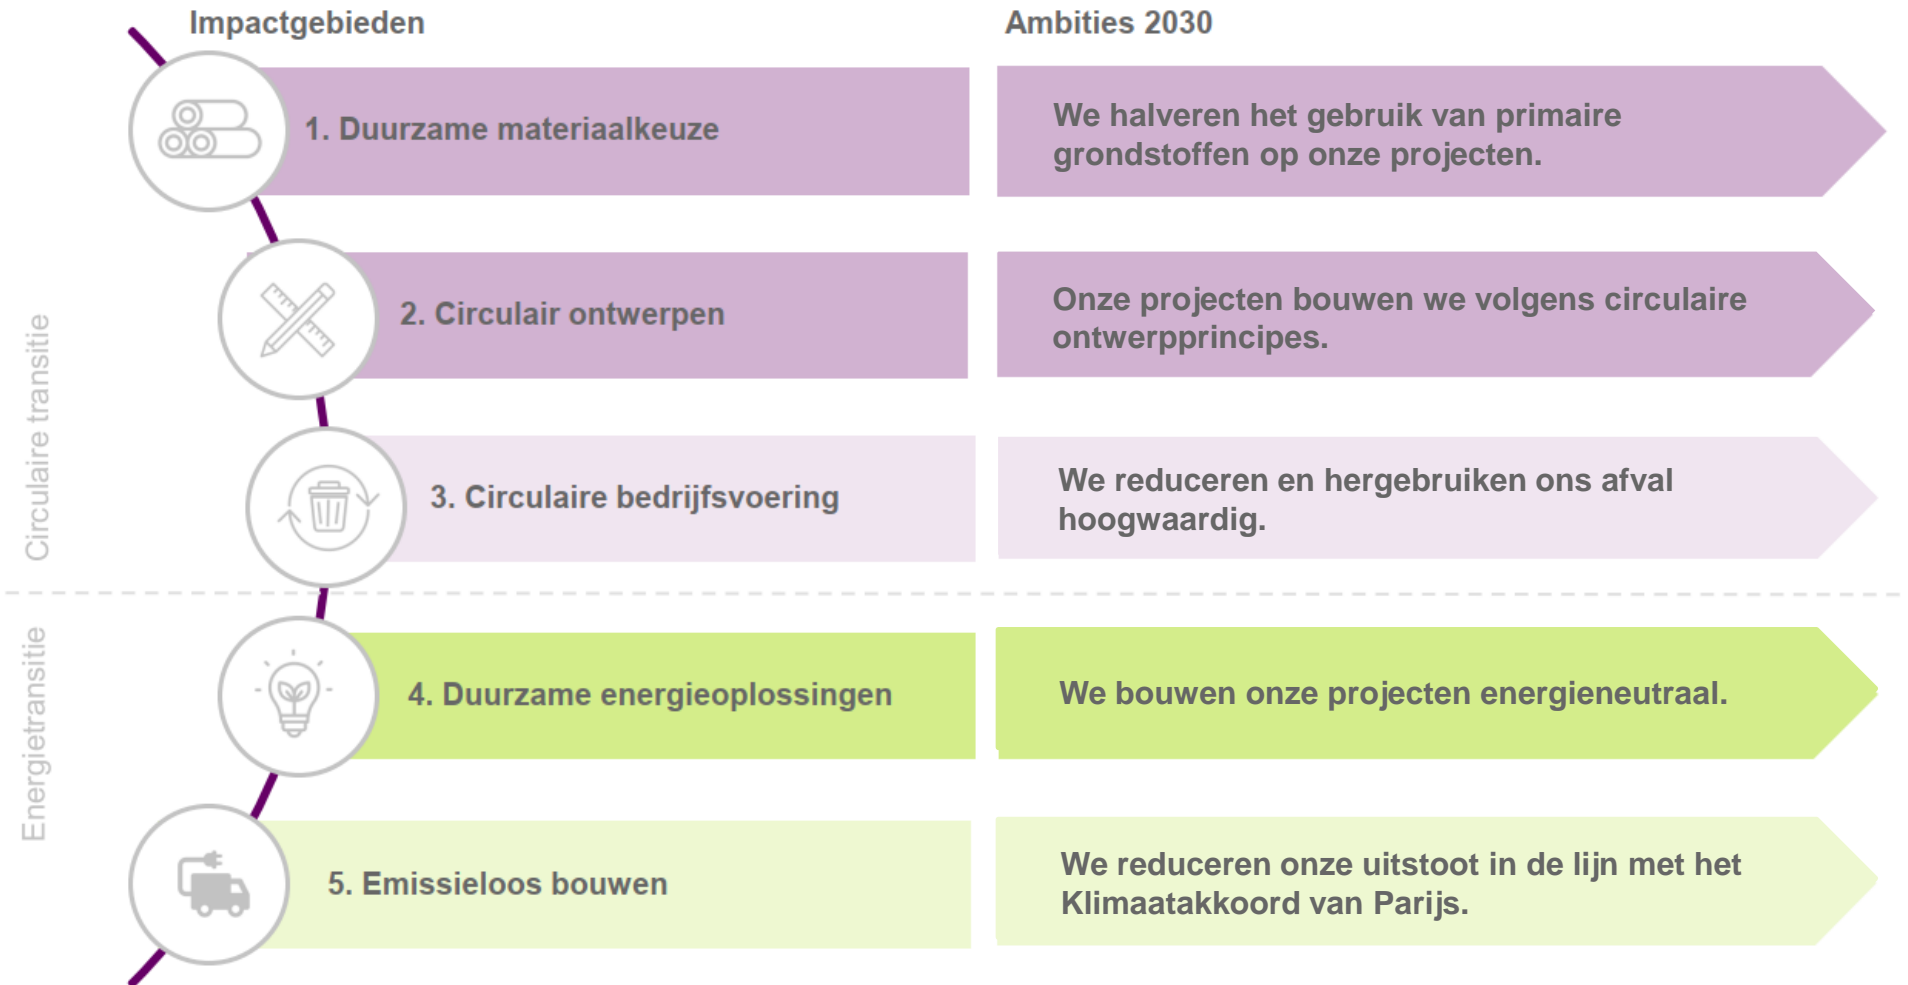 Impactgebieden
Ambities 2030
Circulaire transitie
1. Duurzame materiaalkeuze
We halveren het gebruik van primaire
grondstoffen op onze projecten.
2. Circulair ontwerpen
Onze projecten bouwen we volgens circulaire
ontwerpprincipes.
3. Circulaire bedrijfsvoering
We reduceren en hergebruiken ons afval
hoogwaardig.
Energietransitie
4. Duurzame energieoplossingen
We bouwen onze projecten energieneutraal.
5. Emissieloos bouwen
We reduceren onze uitstoot in de lijn met het
Klimaatakkoord van Parijs.